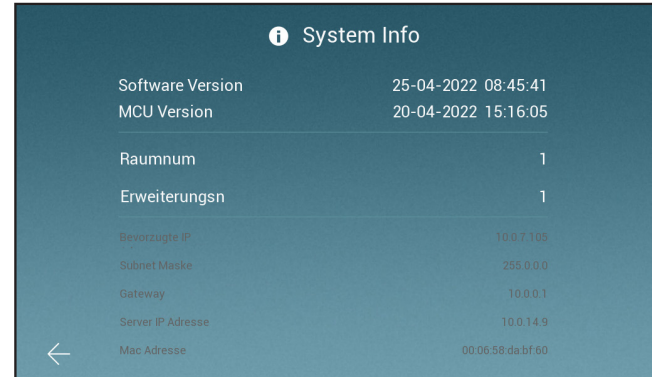 System Info
Software Version 25-04-2022 08:45:41
MCU Version 20-04-2022 15:16:05
Raumnum 1
Erweiterungsn 1
Bevorzugte IP 10.0.7.105
Subnet Maske 255.0.0.0
Gateway 10.0.0.1
Server IP Adresse 10.0.14.9
Mac Adresse 00:06:58:da:bf:60